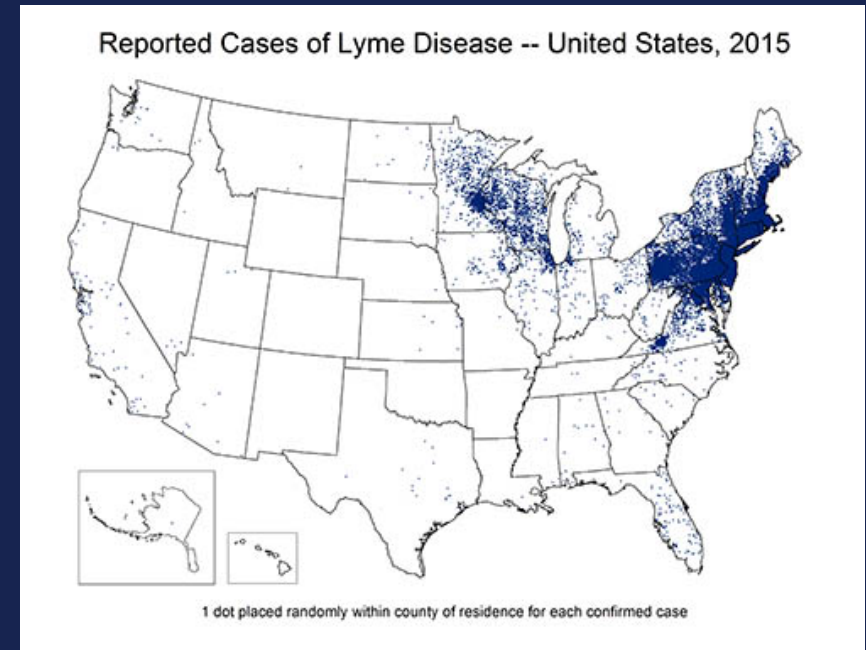 Reported Cases of Lyme Disease -- United States, 2015
1 dot placed randomly within county of residence for each confirmed case